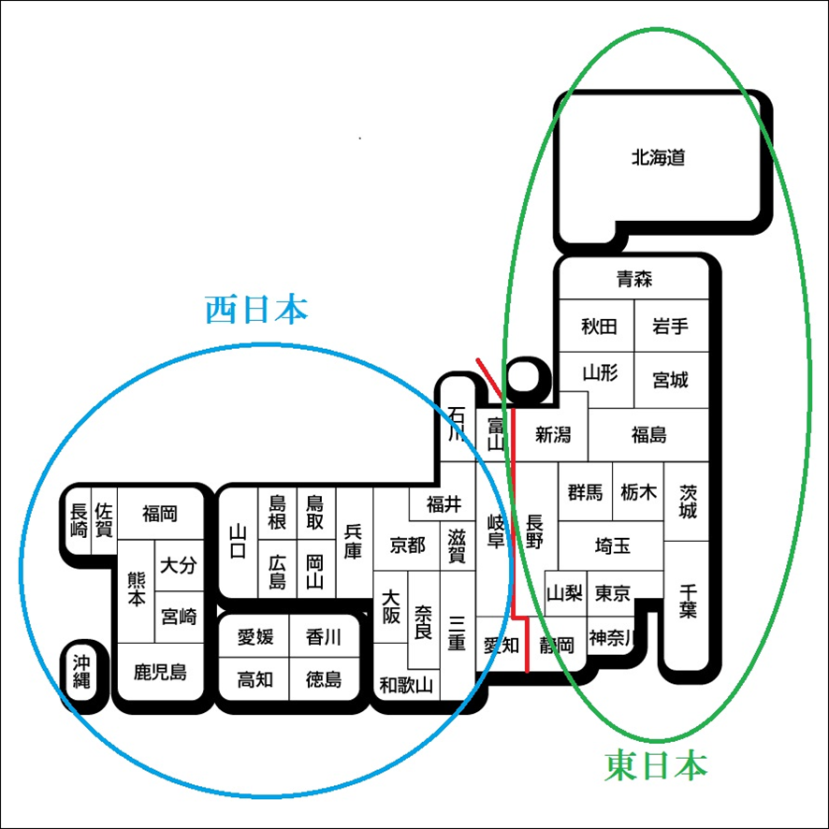 北海道
青森
秋田
岩手
山形
宮城
西日本
石川
富山
新潟
福島
群馬
栃木
茨城
長崎
佐賀
福岡
山口
島根
鳥取
兵庫
福井
岐阜
長野
京都
滋賀
埼玉
熊本
大分
広島
岡山
大阪
奈良
三重
山梨
東京
千葉
宮崎
愛媛
香川
愛知
静岡
神奈川
沖縄
鹿児島
高知
徳島
和歌山
東日本